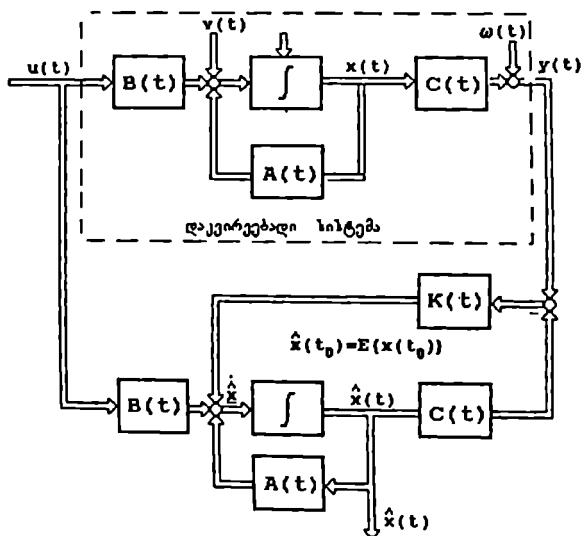 v(t)
ω(t)
u(t)
B(t)
∫
x(t)
C(t)
y(t)
A(t)
დაკვირვებადი სისტემა
K(t)
x̂(t₀)=E{x(t₀)}
B(t)
x̂̇
∫
x̂(t)
C(t)
A(t)
x̂(t)